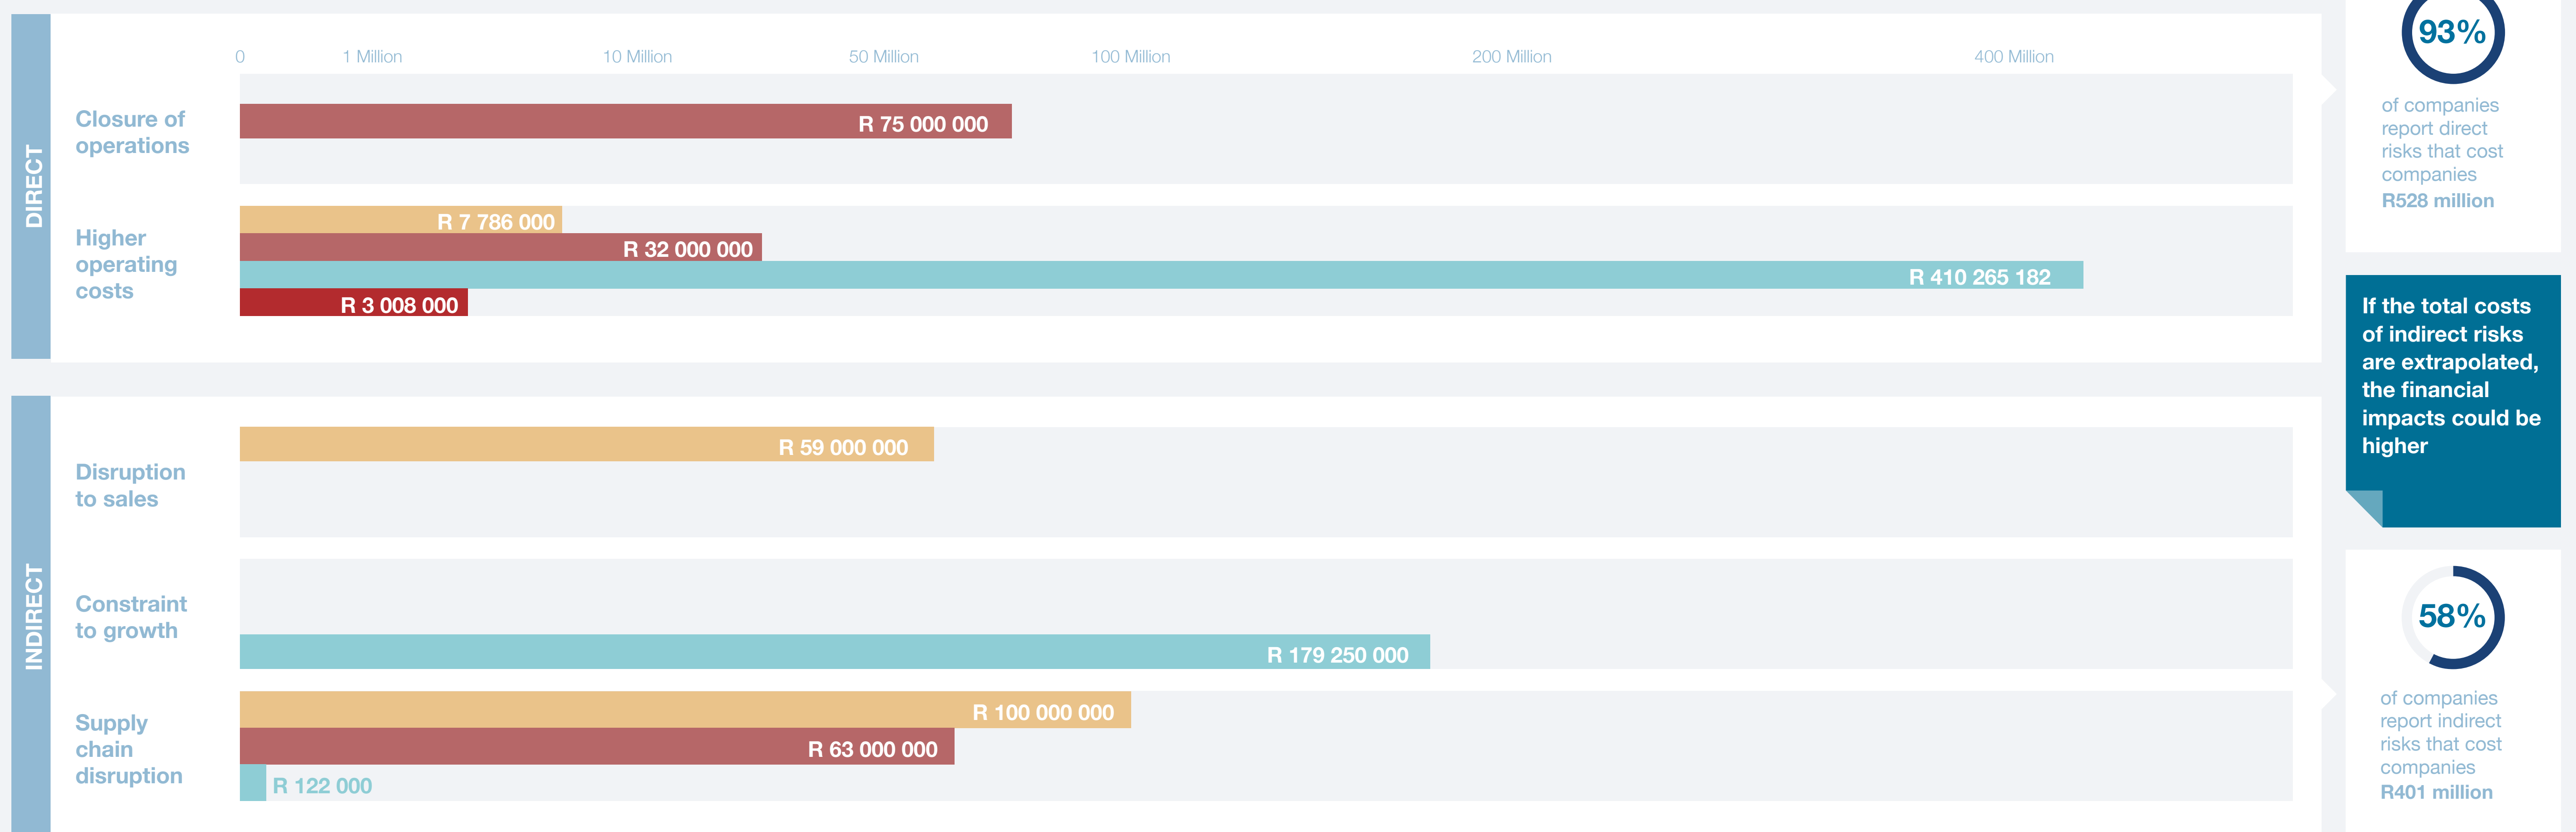 DIRECT
0 1 Million 10 Million 50 Million 100 Million 200 Million 400 Million
Closure of
operations
R 75 000 000
Higher
operating
costs
R 7 786 000
R 32 000 000
R 410 265 182
R 3 008 000
93%
of companies
report direct
risks that cost
companies
R528 million
If the total costs
of indirect risks
are extrapolated,
the financial
impacts could be
higher
INDIRECT
Disruption
to sales
R 59 000 000
Constraint
to growth
R 179 250 000
Supply
chain
disruption
R 100 000 000
R 63 000 000
R 122 000
58%
of companies
report indirect
risks that cost
companies
R401 million